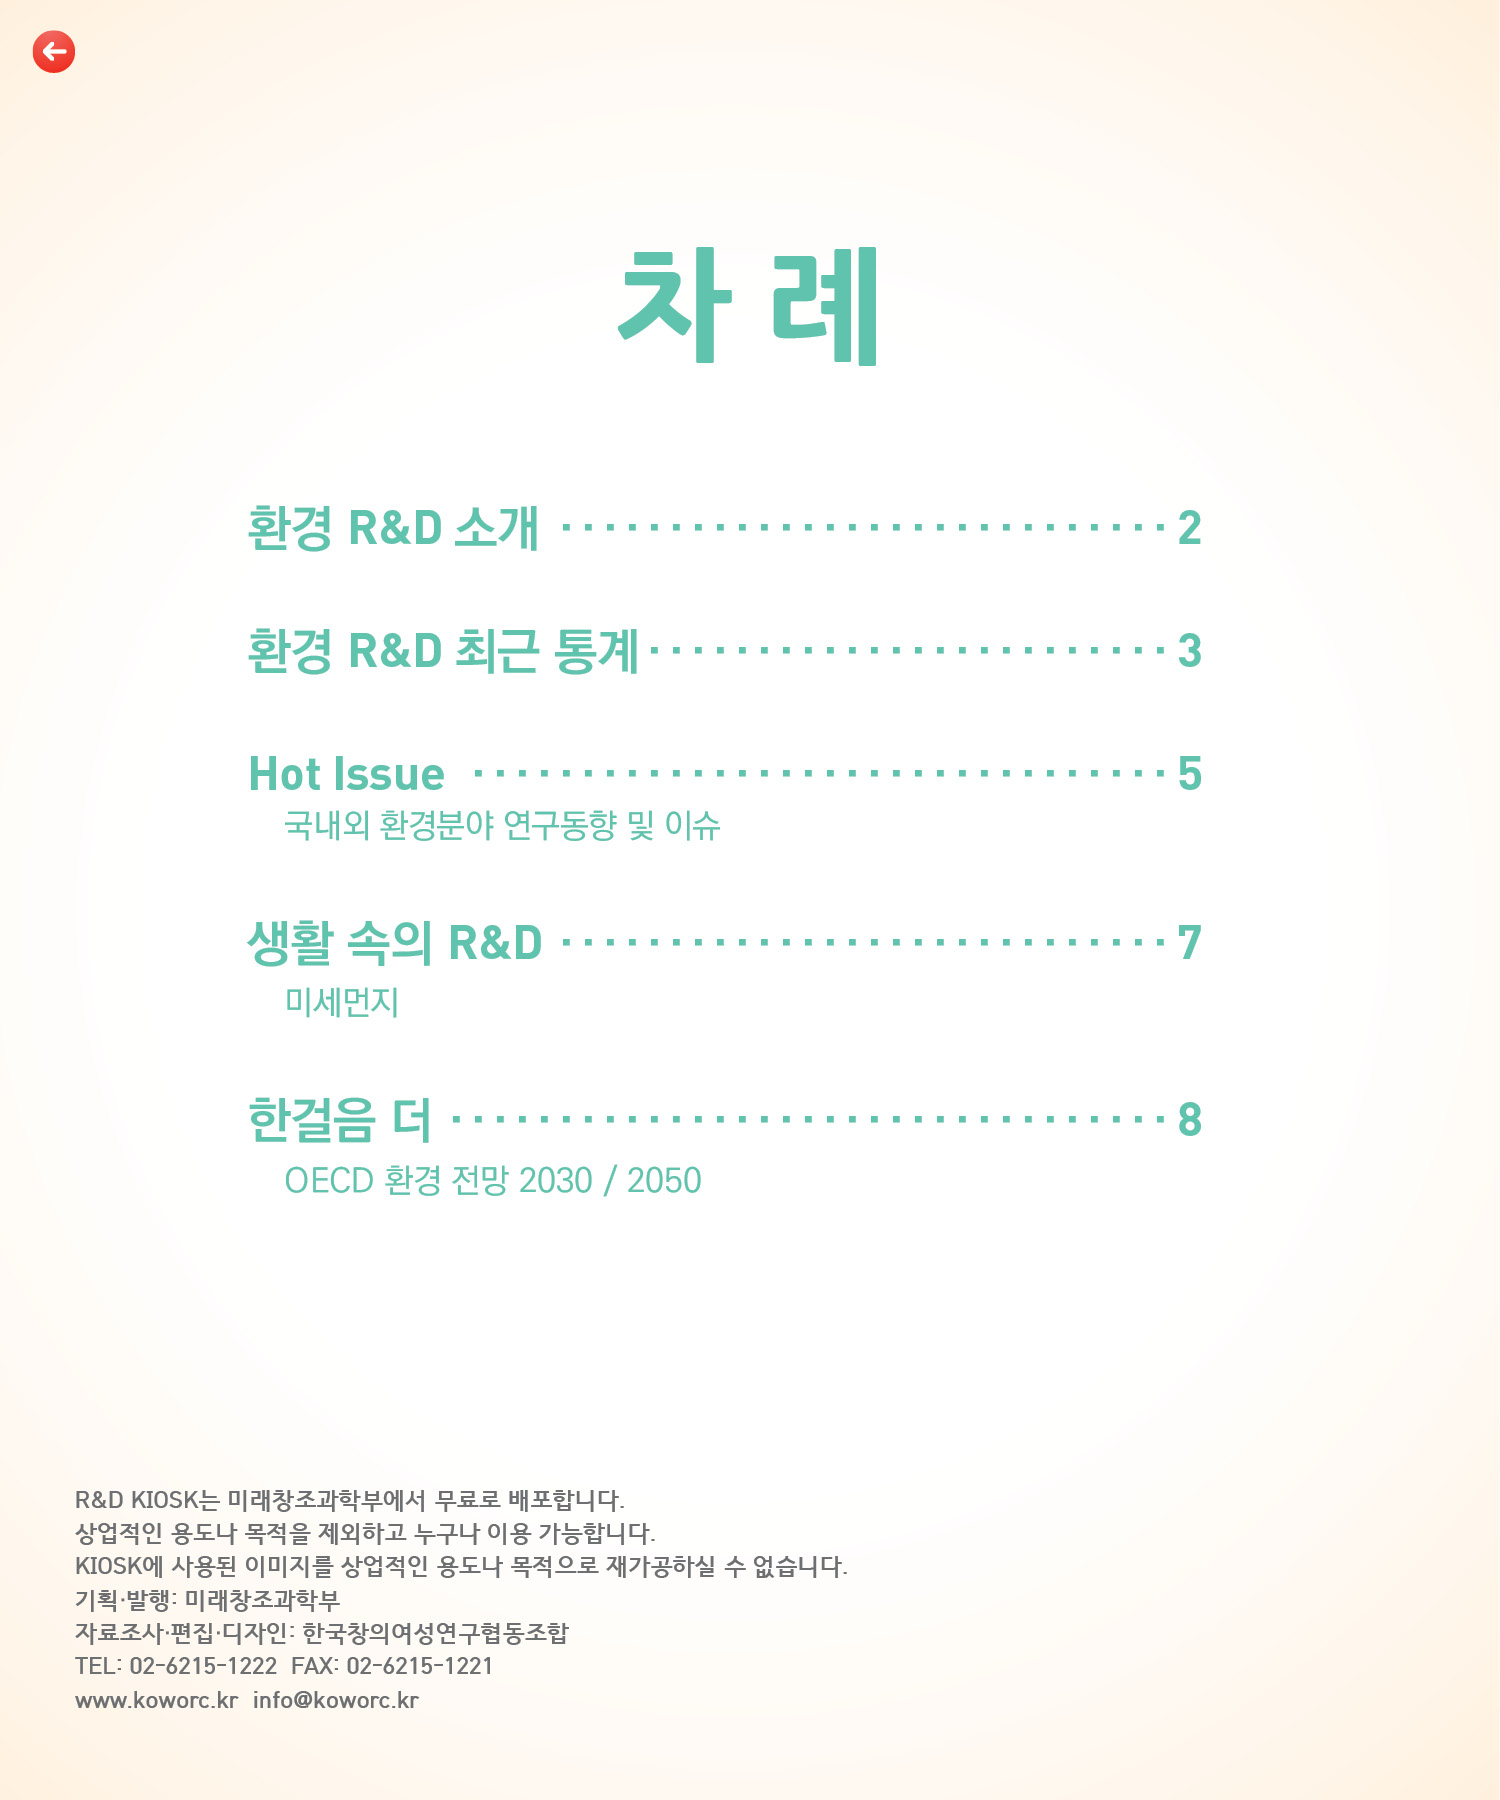 차 례
환경 R&D 소개 ···························· 2
환경 R&D 최근 통계 ························ 3
Hot Issue ································ 5
국내외 환경분야 연구동향 및 이슈
생활 속의 R&D ···························· 7
미세먼지
한걸음 더 ································· 8
OECD 환경 전망 2030 / 2050
R&D KIOSK는 미래창조과학부에서 무료로 배포합니다.
상업적인 용도나 목적을 제외하고 누구나 이용 가능합니다.
KIOSK에 사용된 이미지를 상업적인 용도나 목적으로 재가공하실 수 없습니다.
기획·발행: 미래창조과학부
자료조사·편집·디자인: 한국창의여성연구협동조합
TEL: 02-6215-1222  FAX: 02-6215-1221
www.koworc.kr  info@koworc.kr